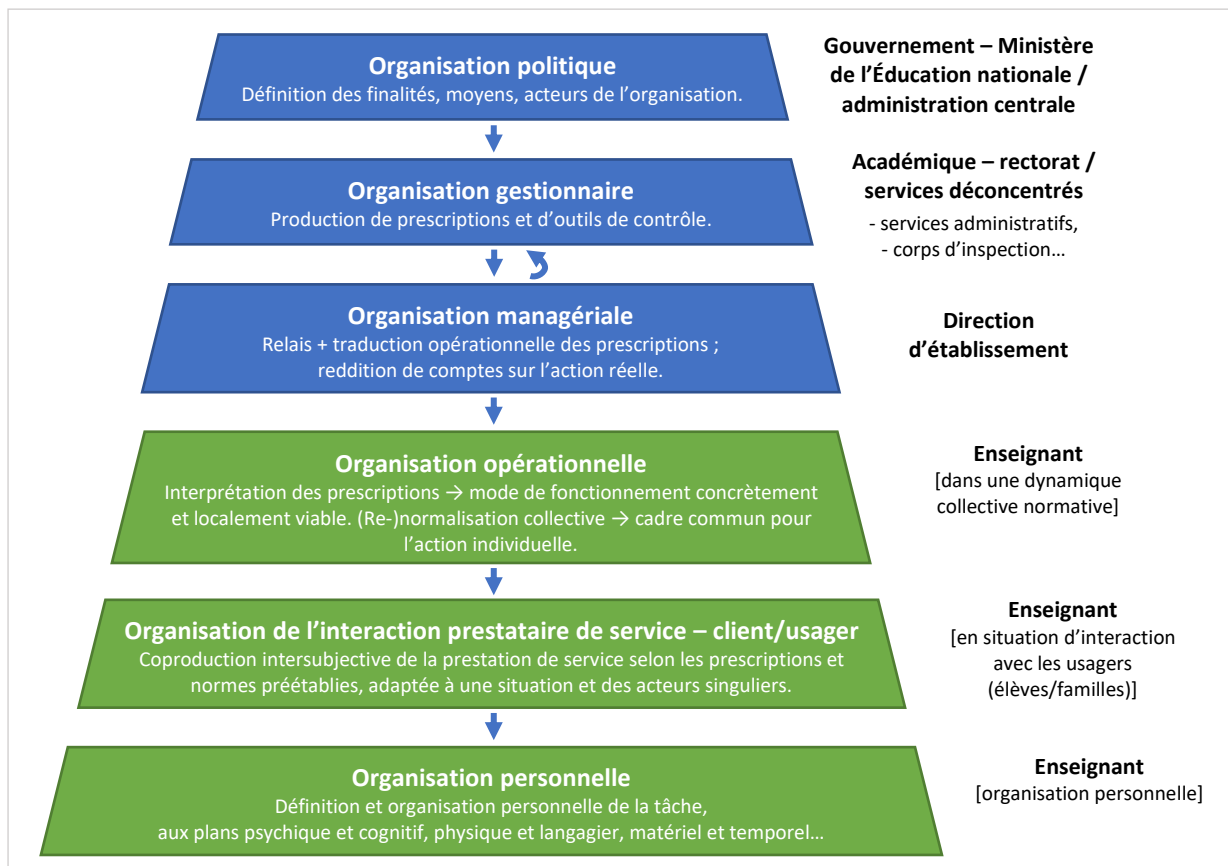 Organisation politique
Définition des finalités, moyens, acteurs de l’organisation.
Gouvernement – Ministère
de l’Éducation nationale /
administration centrale
Organisation gestionnaire
Production de prescriptions et d’outils de contrôle.
Académique – rectorat /
services déconcentrés
- services administratifs,
- corps d’inspection…
Organisation managériale
Relais + traduction opérationnelle des prescriptions ;
reddition de comptes sur l’action réelle.
Direction
d’établissement
Organisation opérationnelle
Interprétation des prescriptions → mode de fonctionnement concrètement
et localement viable. (Re-)normalisation collective → cadre commun pour
l’action individuelle.
Enseignant
[dans une dynamique
collective normative]
Organisation de l’interaction prestataire de service – client/usager
Coproduction intersubjective de la prestation de service selon les prescriptions et
normes préétablies, adaptée à une situation et des acteurs singuliers.
Enseignant
[en situation d’interaction
avec les usagers
(élèves/familles)]
Organisation personnelle
Définition et organisation personnelle de la tâche,
aux plans psychique et cognitif, physique et langagier, matériel et temporel…
Enseignant
[organisation personnelle]